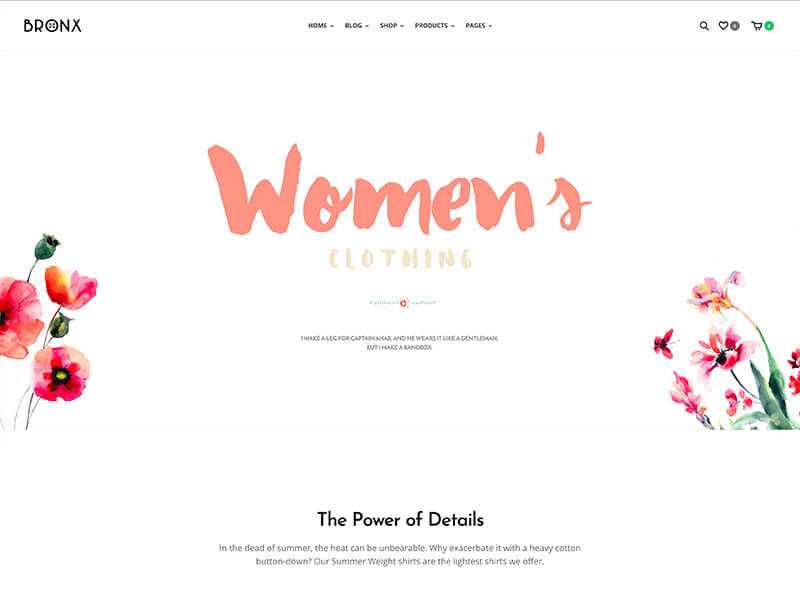 BRONX
HOME BLOG SHOP PRODUCTS PAGES
0 0
Women's
CLOTHING
I MAKE A LEG FOR CAPTAIN AHAB, AND HE WEARS IT LIKE A GENTLEMAN;
BUT I MAKE A BANDBOX.
The Power of Details
In the dead of summer, the heat can be unbearable. Why exacerbate it with a heavy cotton
button-down? Our Summer Weight shirts are the lightest shirts we offer.